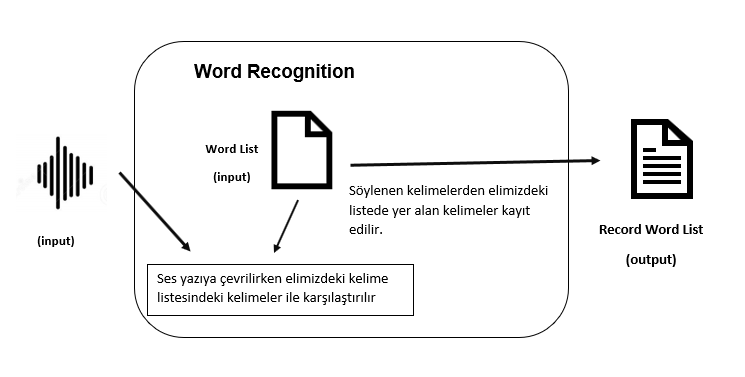 Word Recognition
Word List
(input)
Söylenen kelimelerden elimizdeki
listede yer alan kelimeler kayıt
edilir.
(input)
Record Word List
(output)
Ses yazıya çevrilirken elimizdeki kelime
listesindeki kelimeler ile karşılaştırılır